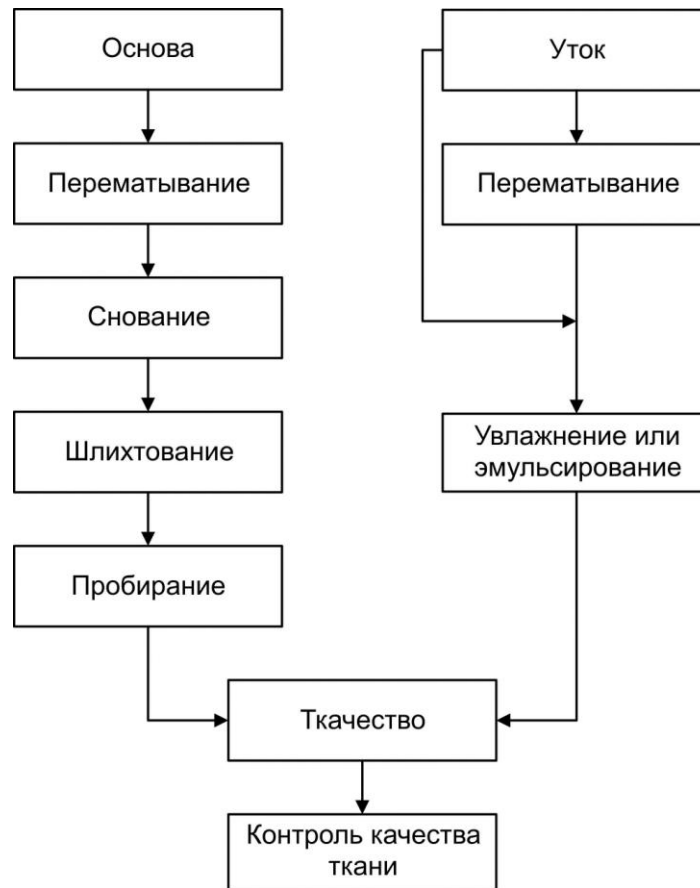 Основа
Уток
Перематывание
Перематывание
Снование
Шлихтование
Увлажнение или
эмульсирование
Пробирание
Ткачество
Контроль качества
ткани